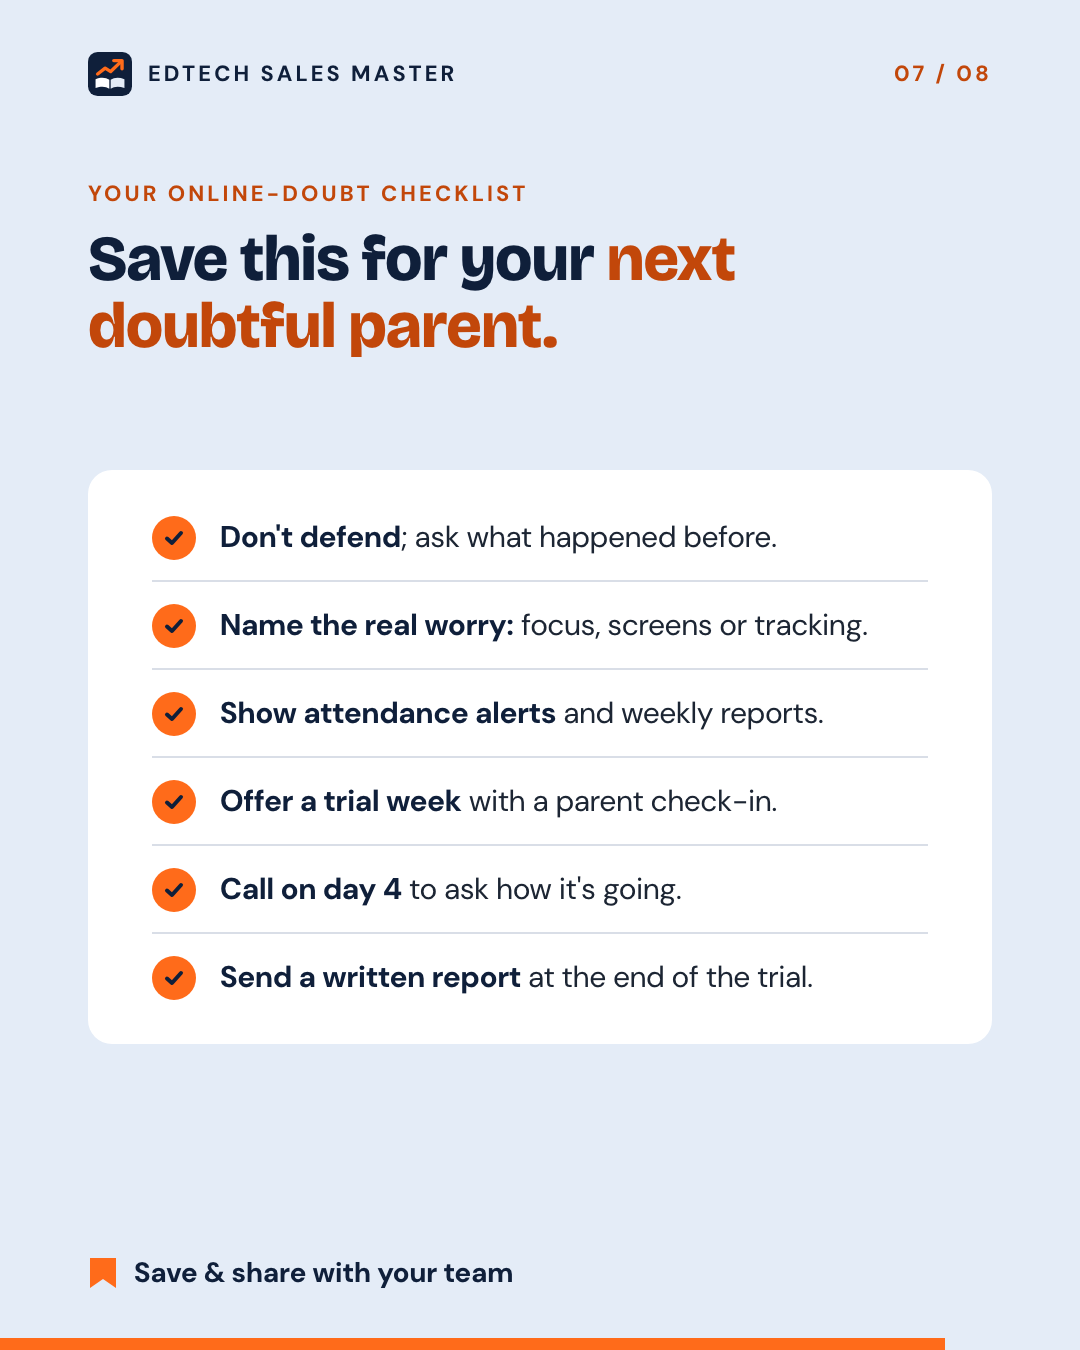 EDTECH SALES MASTER
07 / 08
YOUR ONLINE-DOUBT CHECKLIST
Save this for your next
doubtful parent.
Don't defend; ask what happened before.
Name the real worry: focus, screens or tracking.
Show attendance alerts and weekly reports.
Offer a trial week with a parent check-in.
Call on day 4 to ask how it's going.
Send a written report at the end of the trial.
Save & share with your team